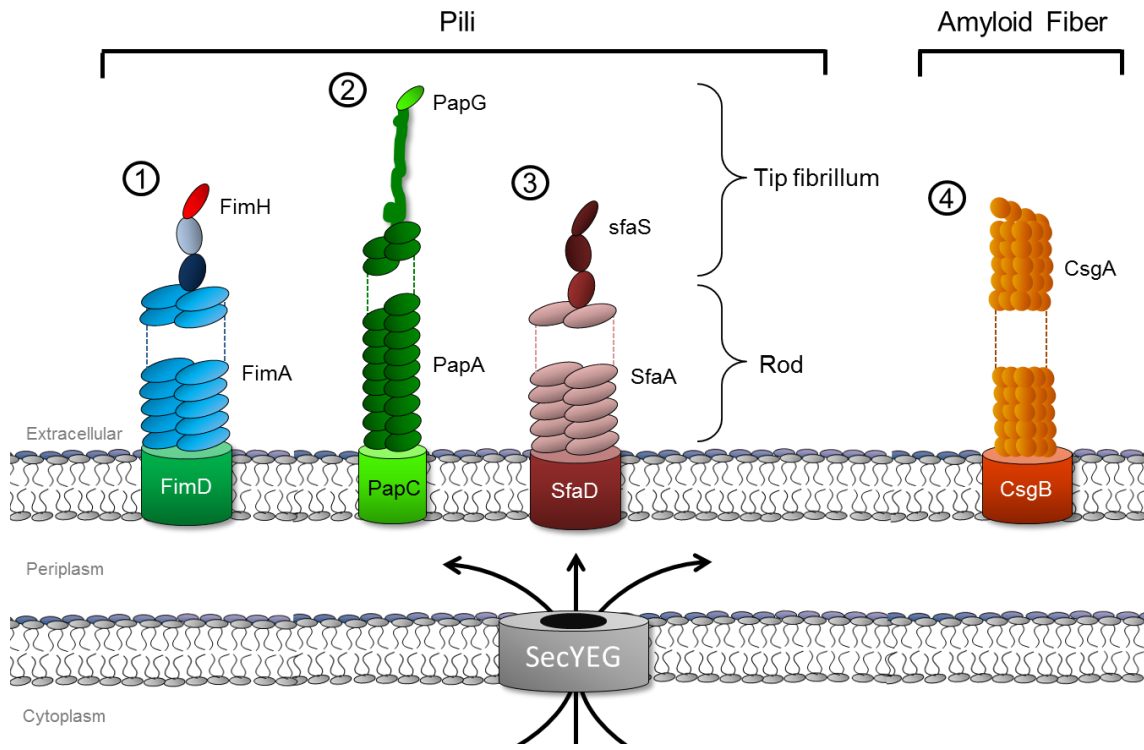 Pili
Amyloid Fiber
2
PapG
1
FimH
3
sfaS
Tip fibrillum
4
CsgA
FimA
PapA
SfaA
Rod
Extracellular
FimD
PapC
SfaD
CsgB
Periplasm
SecYEG
Cytoplasm